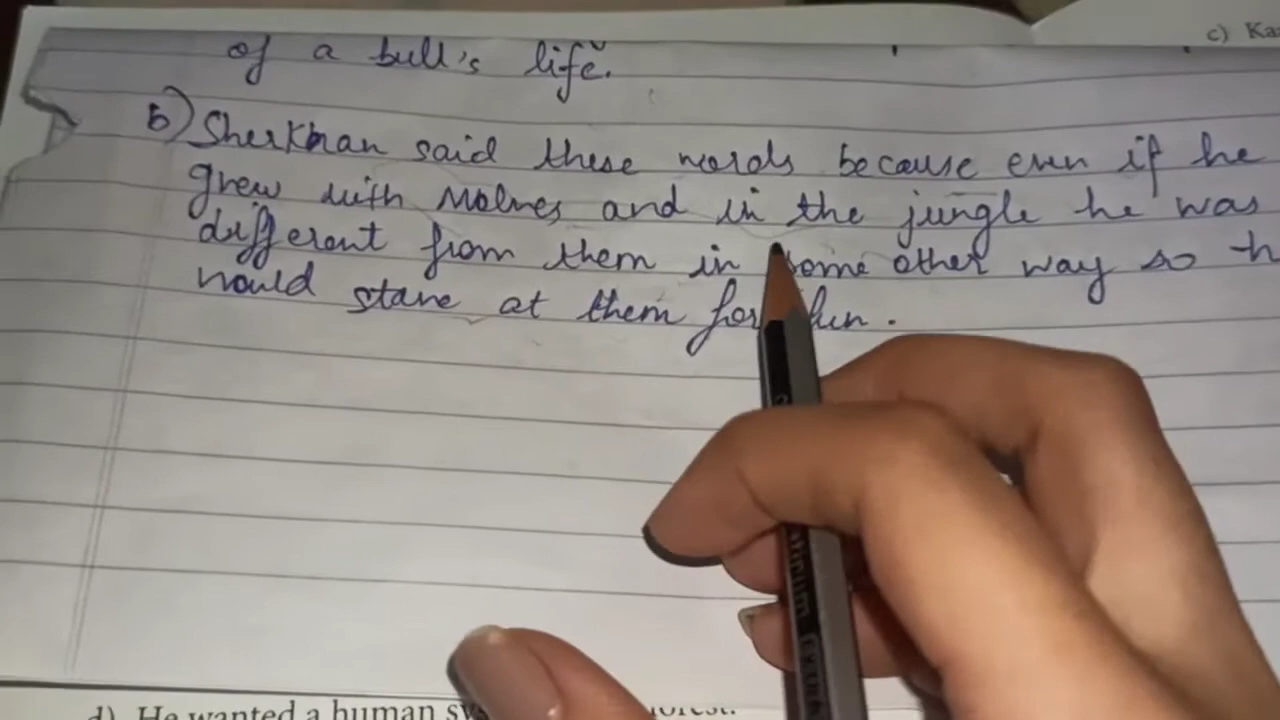 c) Ka
of a bull's life.
b) Sherkhan said these words because even if he
grew with Wolves and in the jungle he was
different from them in some other way so h
would stare at them for fun.
d) He wanted a human sy
orest.